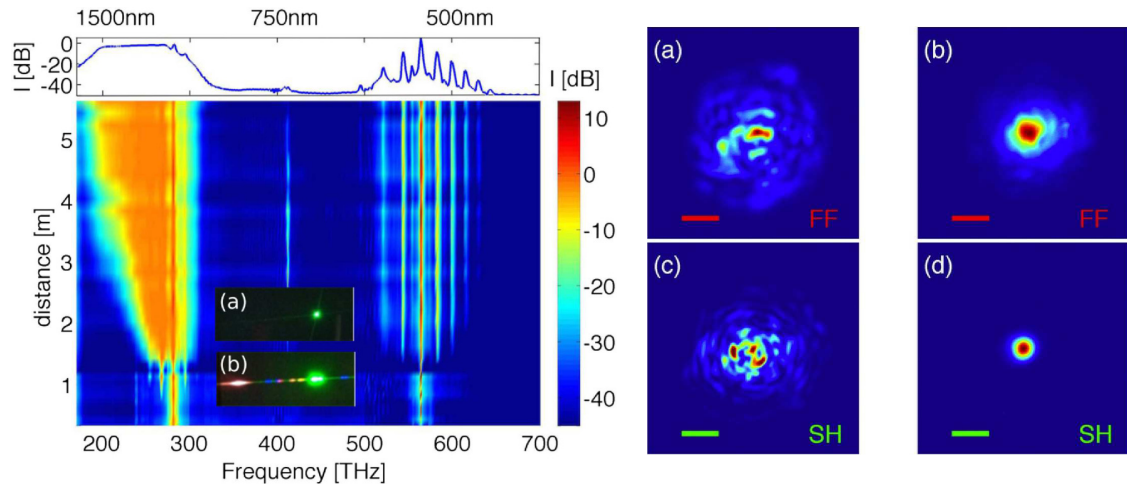 1500nm 750nm 500nm
I [dB]
0
-20
-40
I [dB]
distance [m]
5
4
3
2
1
10
0
-10
-20
-30
-40
(a)
(b)
200 300 400 500 600 700
Frequency [THz]
(a)
FF
(b)
FF
(c)
SH
(d)
SH